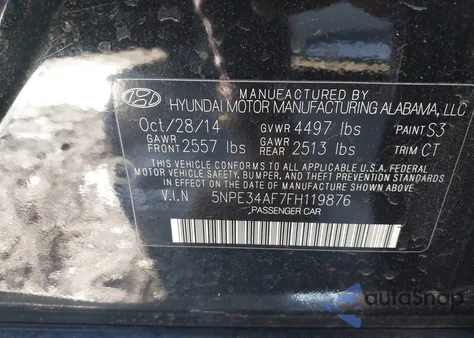 MANUFACTURED BY
HYUNDAI MOTOR MANUFACTURING ALABAMA, LLC
Oct/28/14 GVWR 4497 lbs PAINT S3
GAWR FRONT 2557 lbs GAWR REAR 2513 lbs TRIM CT
THIS VEHICLE CONFORMS TO ALL APPLICABLE U.S.A. FEDERAL
MOTOR VEHICLE SAFETY, BUMPER, AND THEFT PREVENTION STANDARDS
IN EFFECT ON THE DATE OF MANUFACTURE SHOWN ABOVE.
V.I.N 5NPE34AF7FH119876
PASSENGER CAR
autoSnap